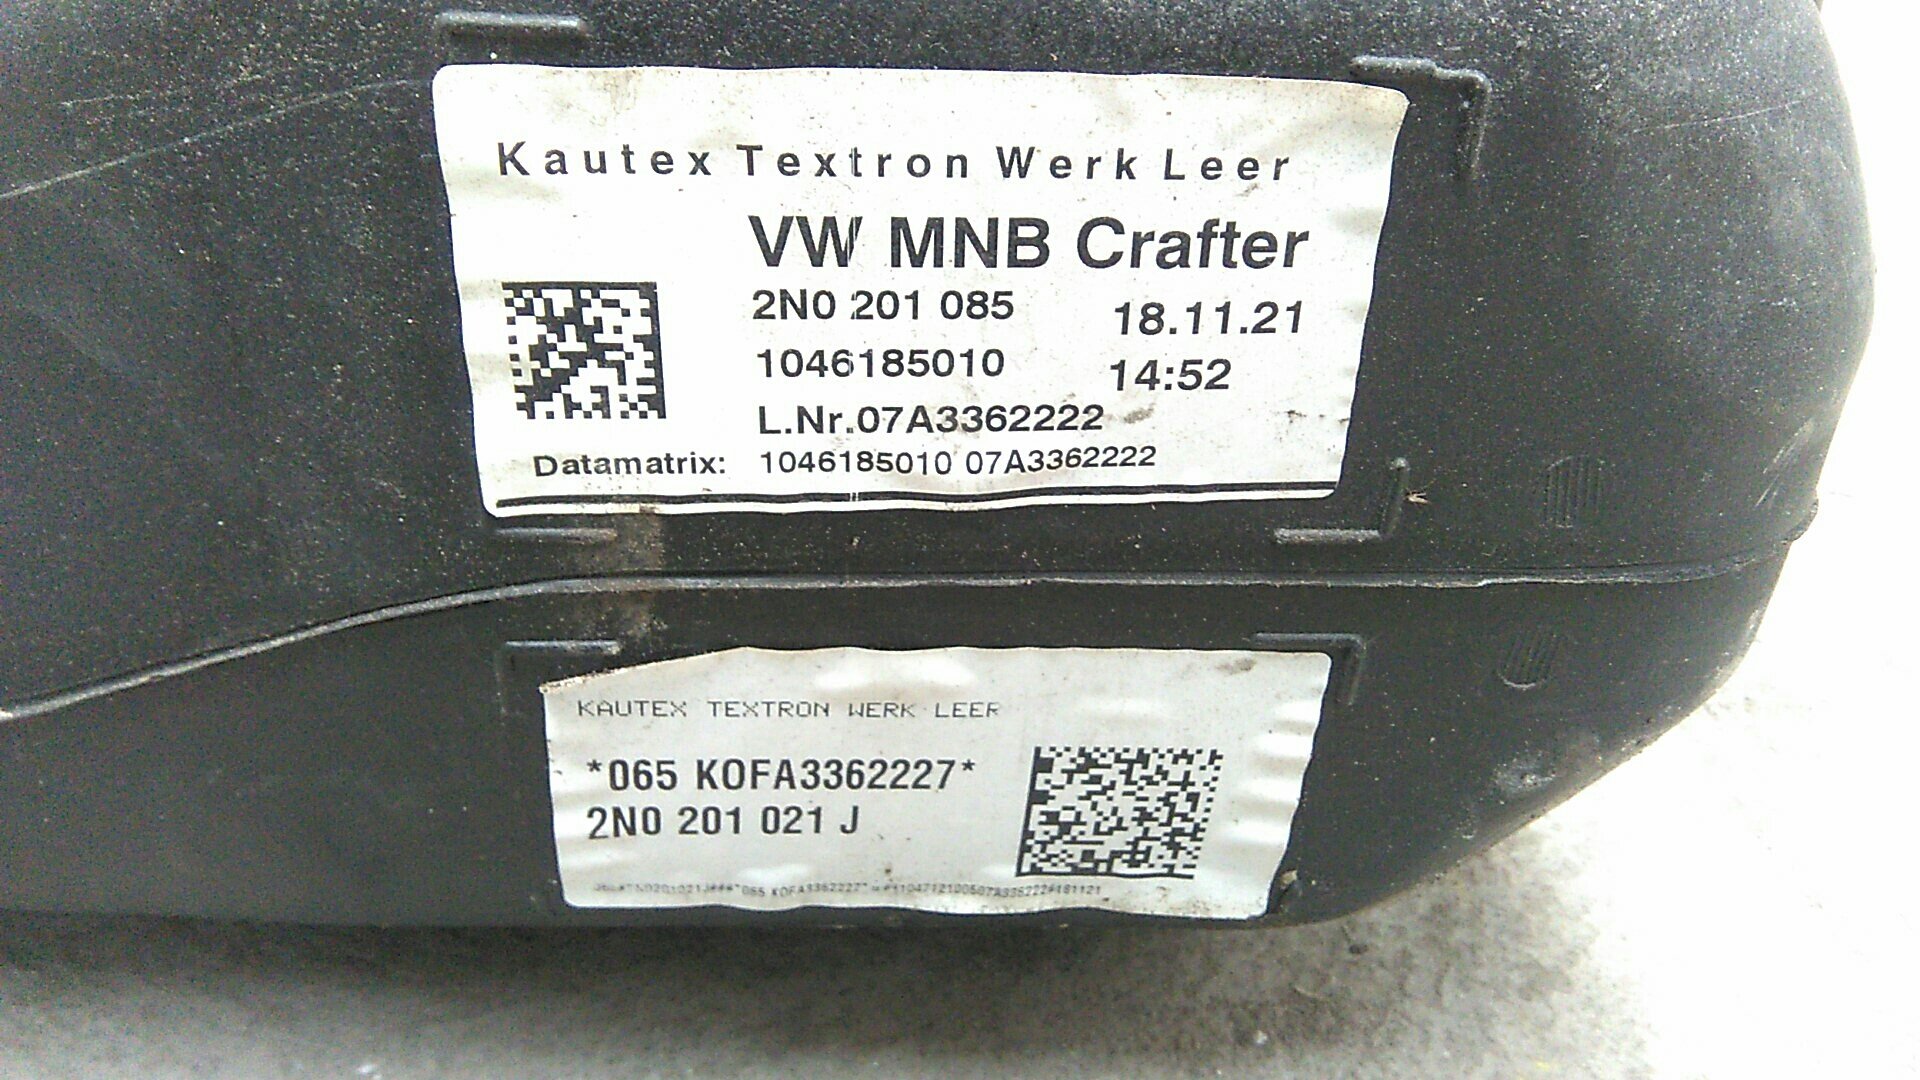 Kautex Textron Werk Leer
VW MNB Crafter
2N0 201 085 18.11.21
1046185010 14:52
L.Nr.07A3362222
Datamatrix: 1046185010 07A3362222
KAUTEX TEXTRON WERK LEER
*065 KOFA3362227*
2N0 201 021 J